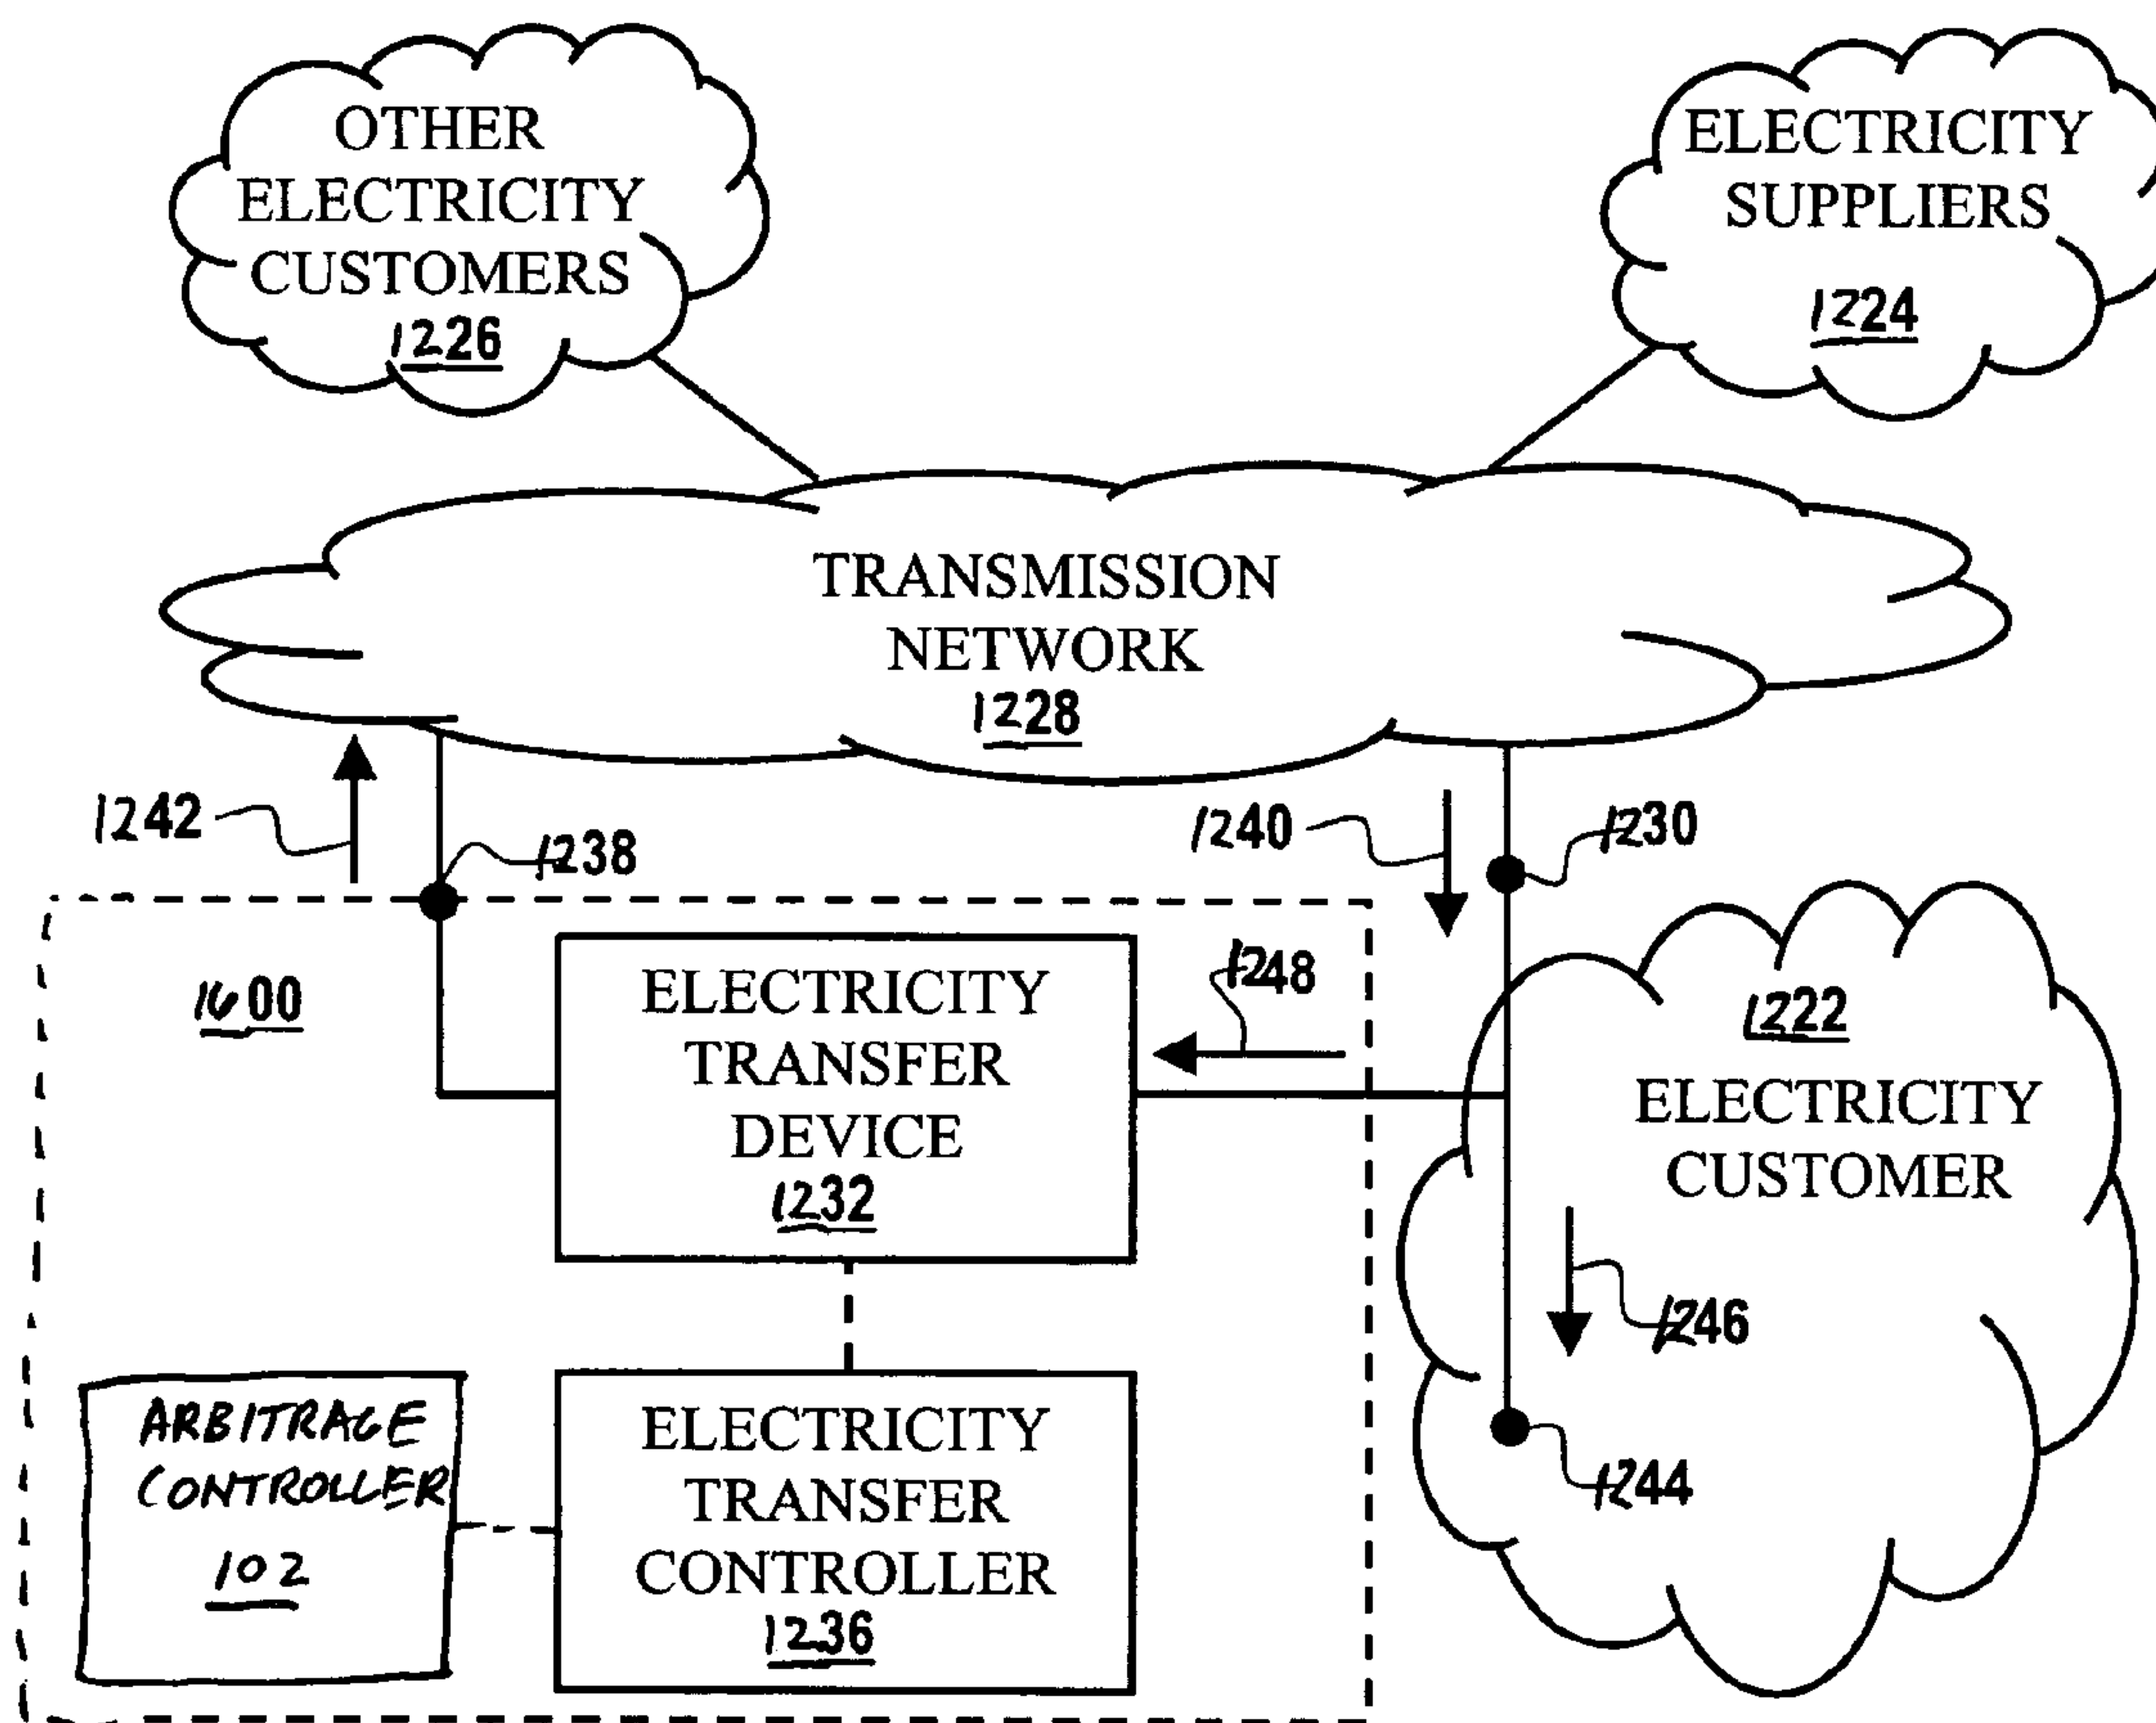 OTHER
ELECTRICITY
CUSTOMERS
1226
ELECTRICITY
SUPPLIERS
1224
TRANSMISSION
NETWORK
1228
1242
1238
1240
1230
1600
ELECTRICITY
TRANSFER
DEVICE
1232
1248
1222
ELECTRICITY
CUSTOMER
1246
1244
ARBITRAGE
CONTROLLER
102
ELECTRICITY
TRANSFER
CONTROLLER
1236